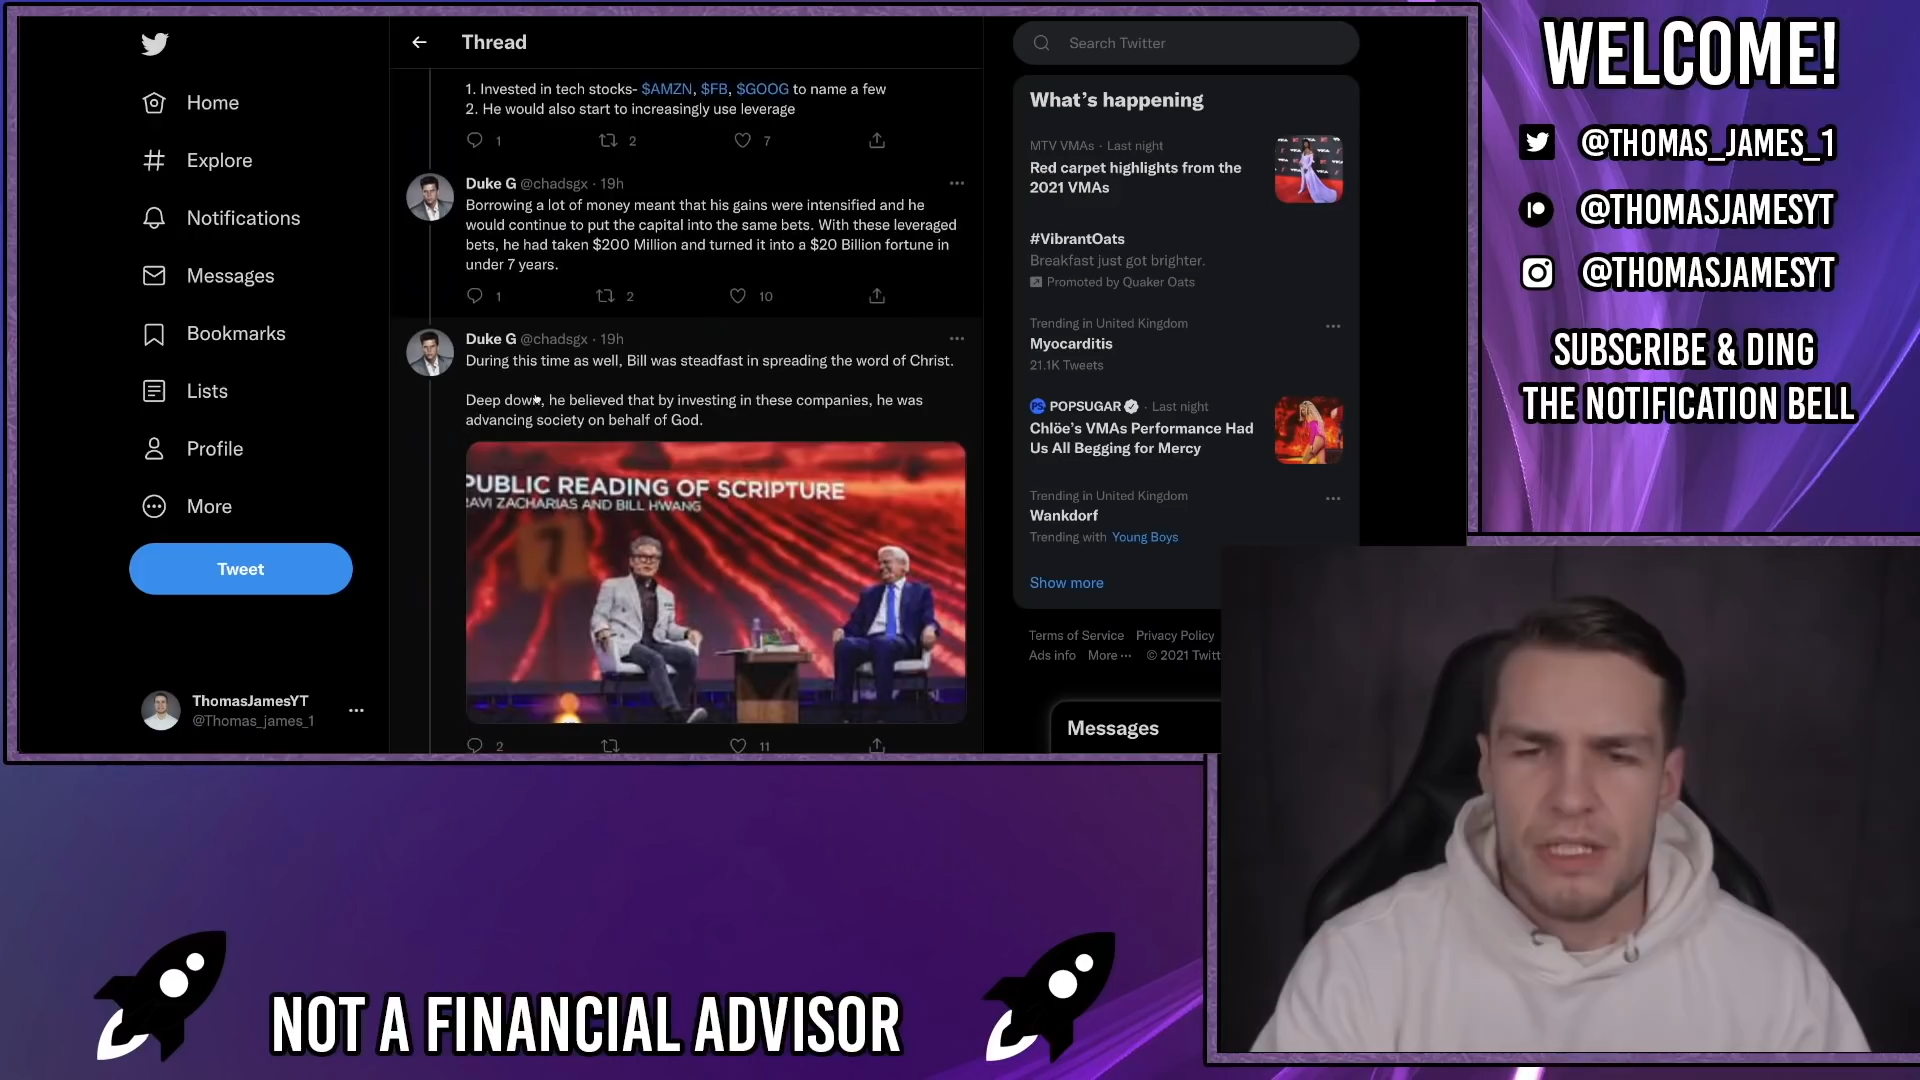 Home
Explore
Notifications
Messages
Bookmarks
Lists
Profile
More
Tweet
ThomasJamesYT
@Thomas_james_1
Thread
1. Invested in tech stocks- $AMZN, $FB, $GOOG to name a few
2. He would also start to increasingly use leverage
1 2 7
Duke G @chadsgx · 19h
Borrowing a lot of money meant that his gains were intensified and he
would continue to put the capital into the same bets. With these leveraged
bets, he had taken $200 Million and turned it into a $20 Billion fortune in
under 7 years.
1 2 10
Duke G @chadsgx · 19h
During this time as well, Bill was steadfast in spreading the word of Christ.
Deep down, he believed that by investing in these companies, he was
advancing society on behalf of God.
PUBLIC READING OF SCRIPTURE
RAVI ZACHARIAS AND BILL HWANG
7
2 11
Search Twitter
What's happening
MTV VMAs · Last night
Red carpet highlights from the
2021 VMAs
#VibrantOats
Breakfast just got brighter.
Promoted by Quaker Oats
Trending in United Kingdom
Myocarditis
21.1K Tweets
POPSUGAR · Last night
Chlöe's VMAs Performance Had
Us All Begging for Mercy
Trending in United Kingdom
Wankdorf
Trending with Young Boys
Show more
Terms of Service Privacy Policy
Ads info More ··· © 2021 Twitt
Messages
WELCOME!
@THOMAS_JAMES_1
@THOMASJAMESYT
@THOMASJAMESYT
SUBSCRIBE & DING
THE NOTIFICATION BELL
NOT A FINANCIAL ADVISOR